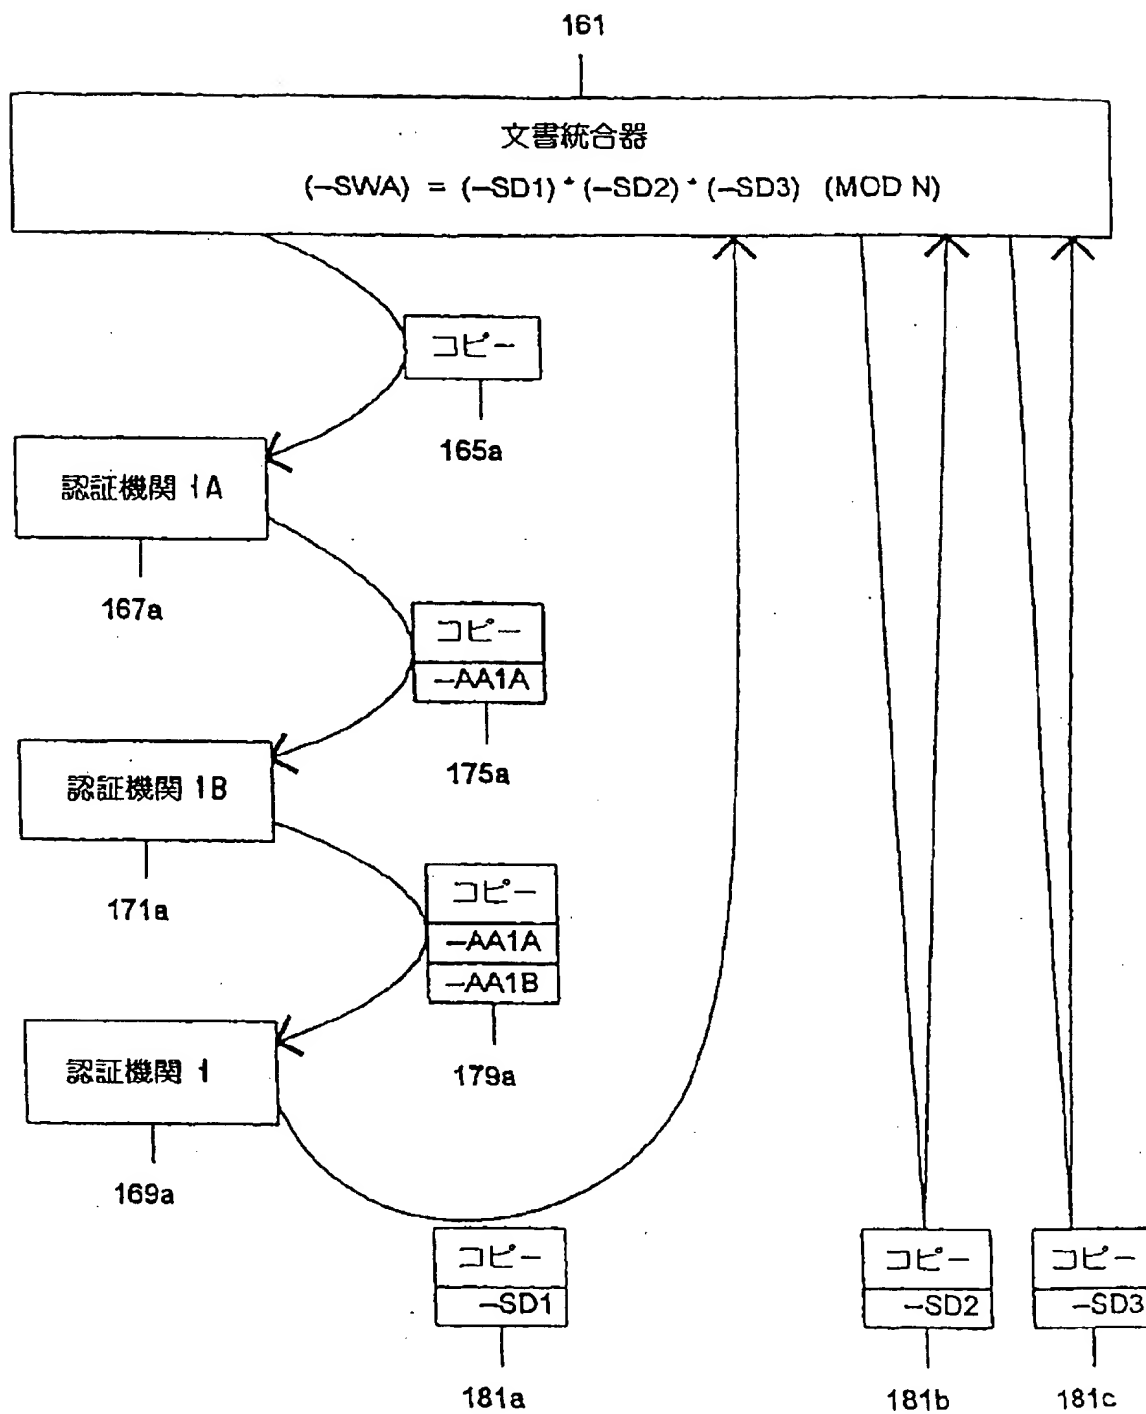 161
文書統合器
(–SWA) = (–SD1) * (–SD2) * (–SD3) (MOD N)
コピー
165a
認証機関 1A
167a
コピー
–AA1A
175a
認証機関 1B
171a
コピー
–AA1A
–AA1B
179a
認証機関 1
169a
コピー
–SD1
181a
コピー
–SD2
181b
コピー
–SD3
181c